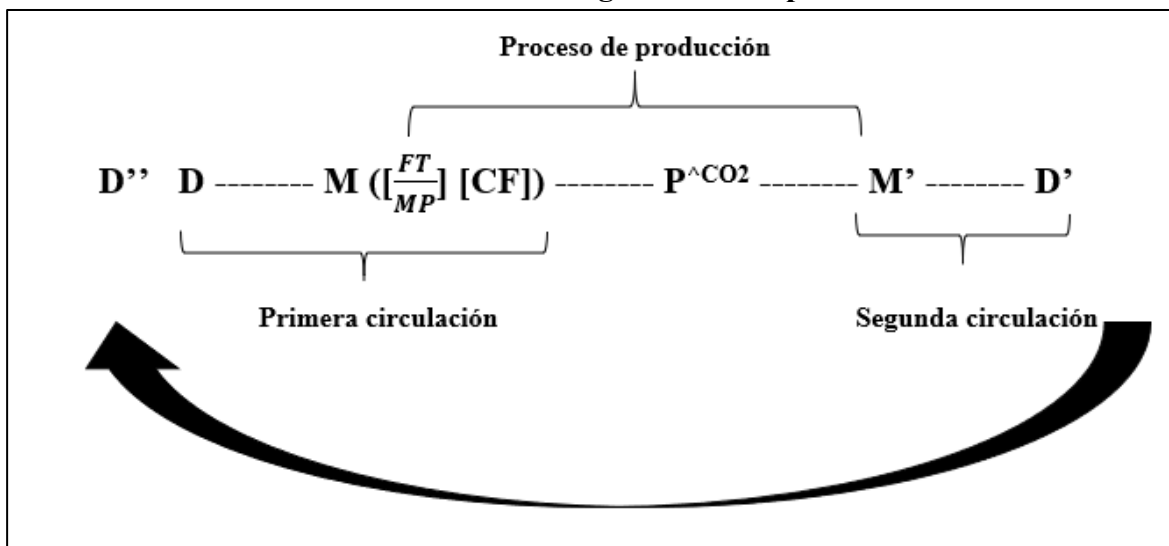 Proceso de producción
D’’ D -------- M ([FT/MP] [CF]) -------- P^CO2 -------- M’ -------- D’
Primera circulación Segunda circulación